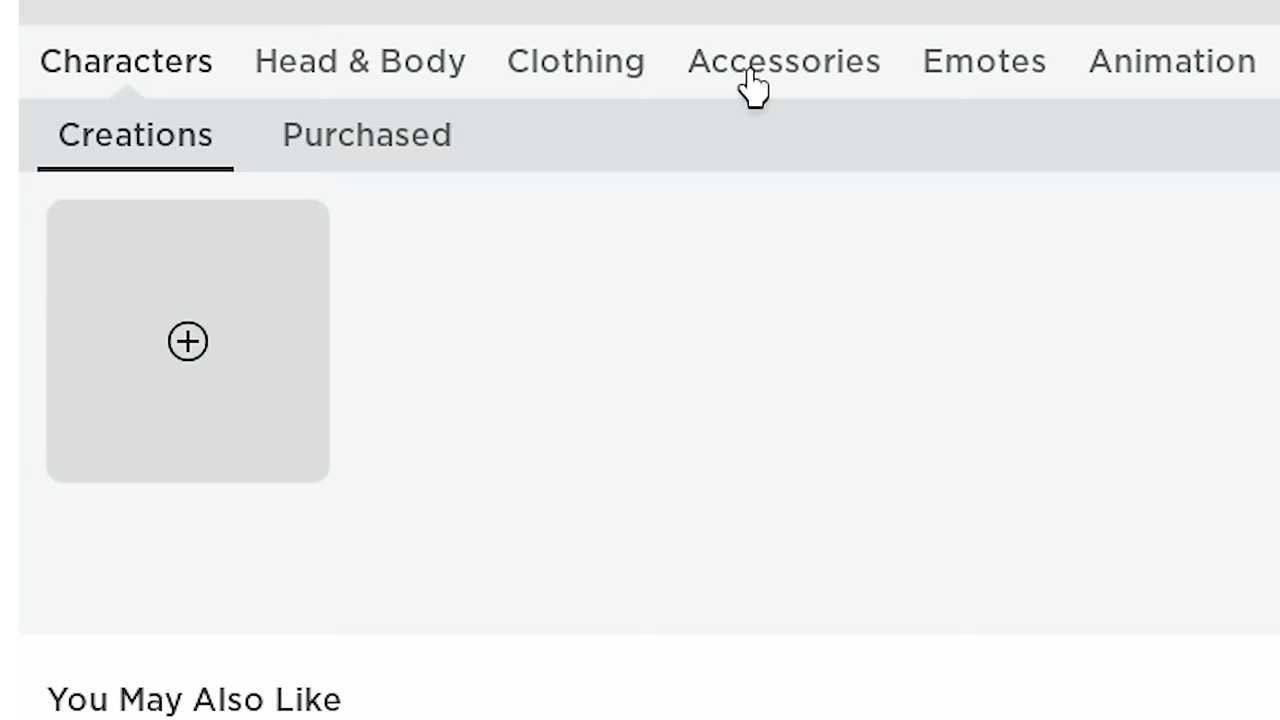 Characters Head & Body Clothing Accessories Emotes Animation
Creations Purchased
You May Also Like